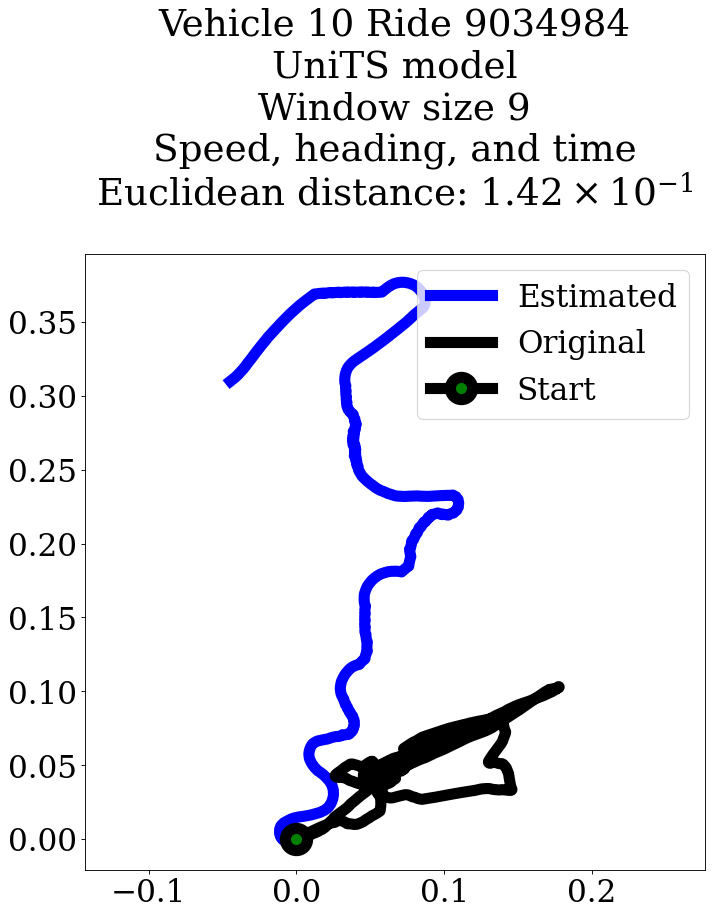 Vehicle 10 Ride 9034984
UniTS model
Window size 9
Speed, heading, and time
Euclidean distance: 1.42 × 10⁻¹
Estimated
Original
Start
0.35
0.30
0.25
0.20
0.15
0.10
0.05
0.00
−0.1 0.0 0.1 0.2